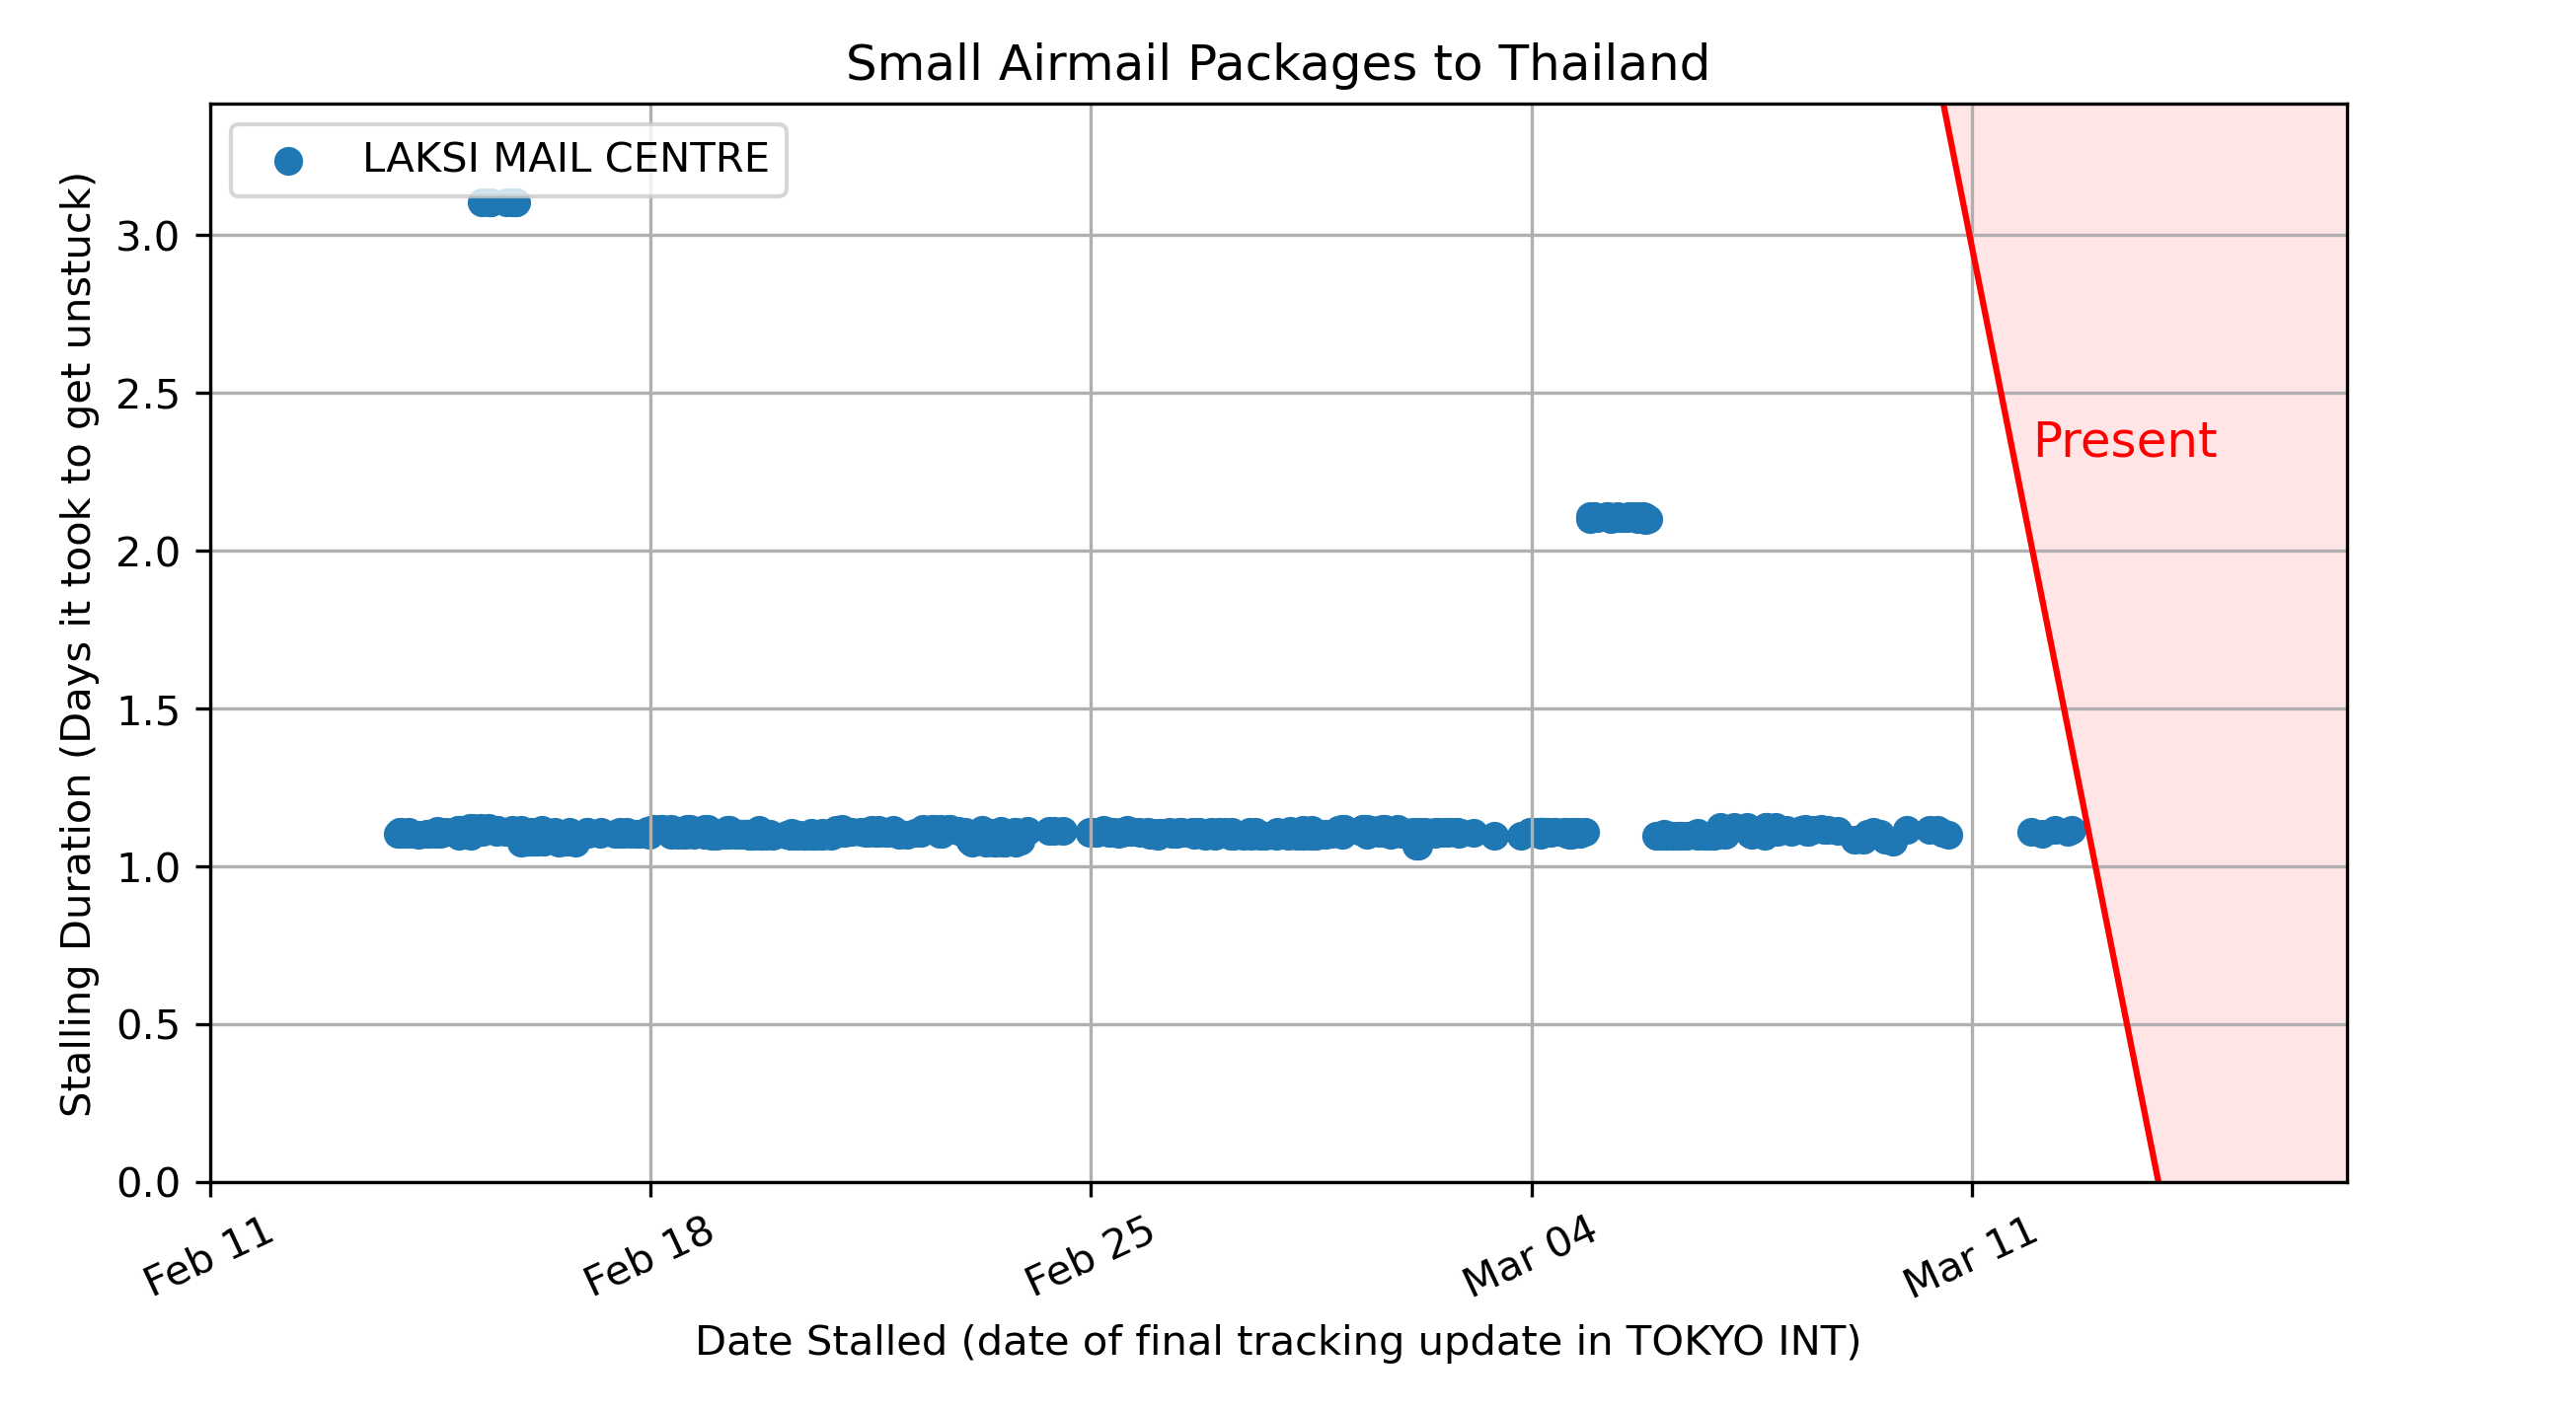 Small Airmail Packages to Thailand
LAKSI MAIL CENTRE
Stalling Duration (Days it took to get unstuck)
3.0
2.5
2.0
1.5
1.0
0.5
0.0
Present
Feb 11
Feb 18
Feb 25
Mar 04
Mar 11
Date Stalled (date of final tracking update in TOKYO INT)